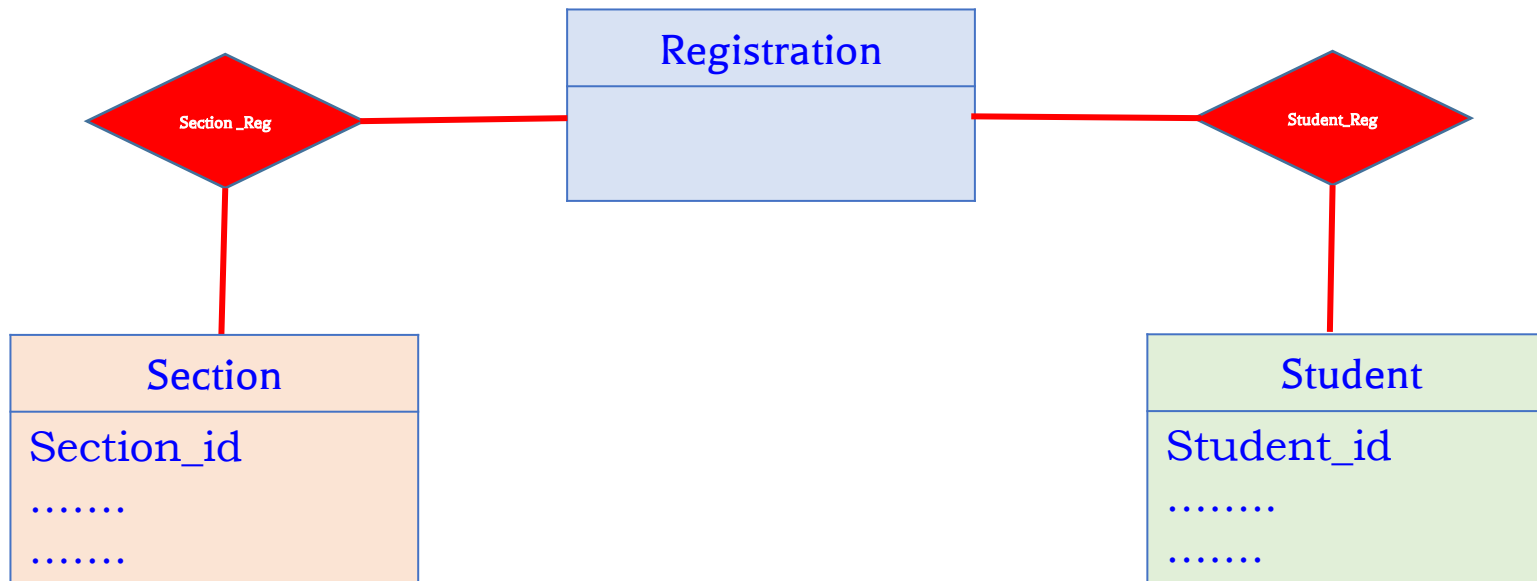 Registration
Section _Reg
Student_Reg
Section
Section_id
.......
.......
Student
Student_id
........
.......